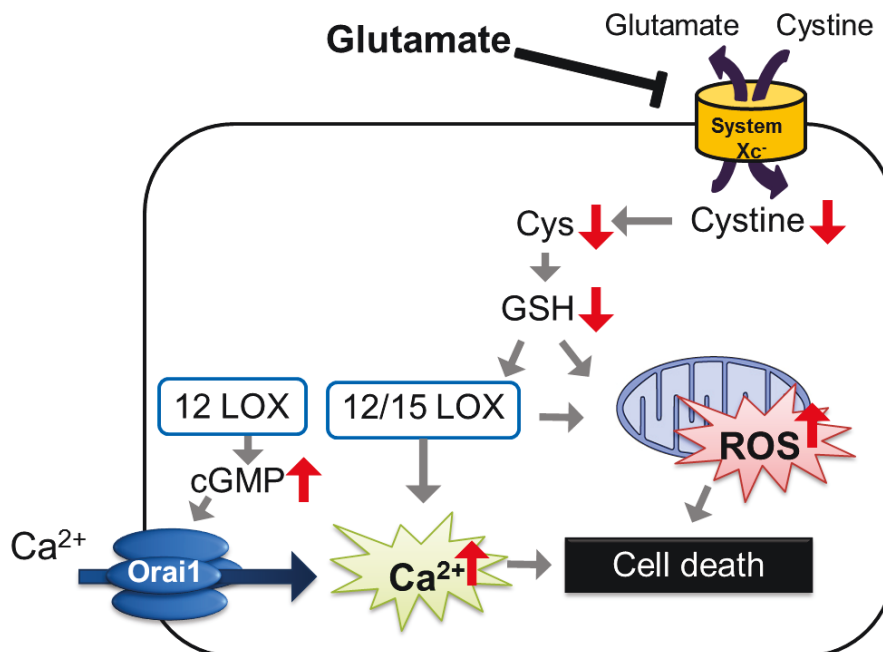 Glutamate
Glutamate Cystine
System
Xc⁻
Cys
Cystine
GSH
12 LOX
12/15 LOX
ROS
cGMP
Ca²⁺
Orai1
Ca²⁺
Cell death